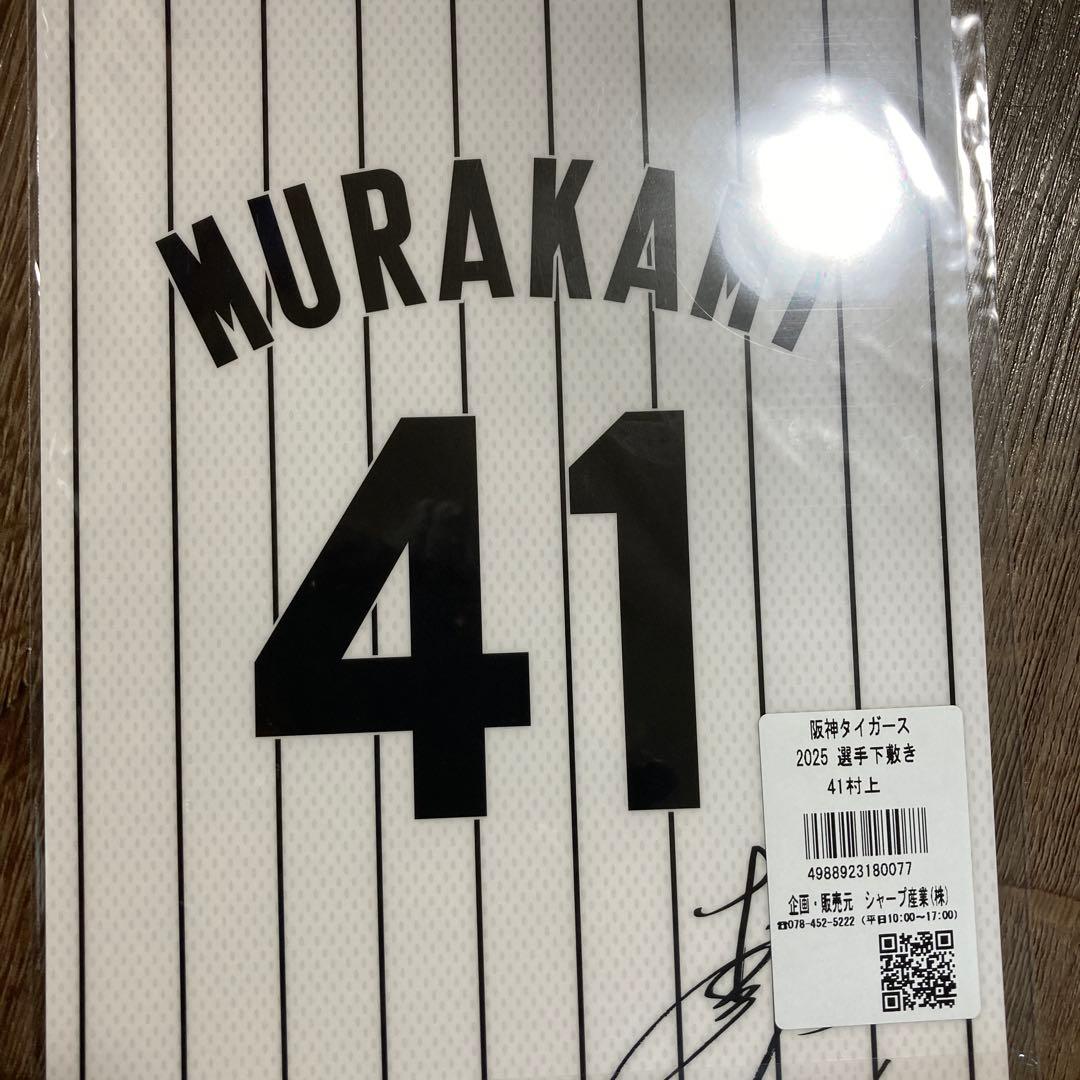 MURAKAMI
41
阪神タイガース
2025 選手下敷き
41村上
4988923180077
企画・販売元 シャープ産業(株)
☎078-452-5222 (平日10:00～17:00)